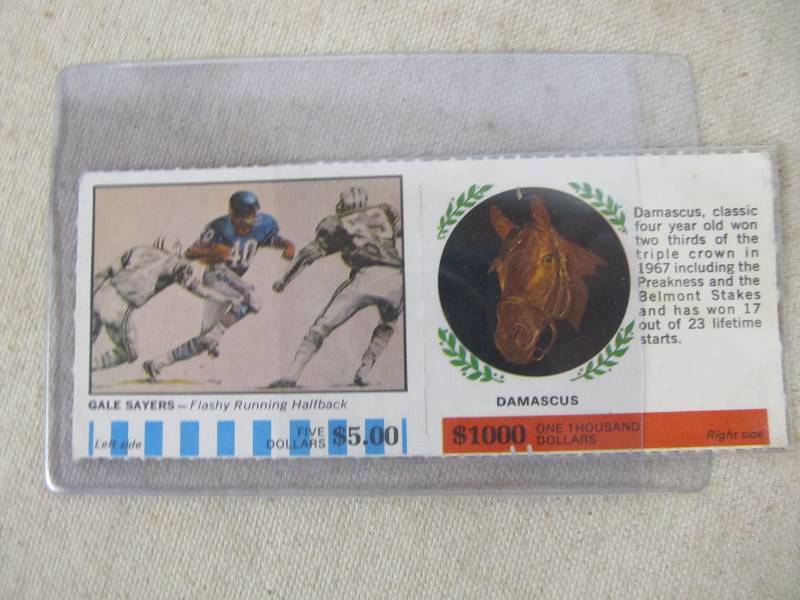 40
GALE SAYERS — Flashy Running Halfback
Left side
FIVE DOLLARS
$5.00
DAMASCUS
$1000
ONE THOUSAND DOLLARS
Right side
Damascus, classic
four year old won
two thirds of the
triple crown in
1967 including the
Preakness and the
Belmont Stakes
and has won 17
out of 23 lifetime
starts.